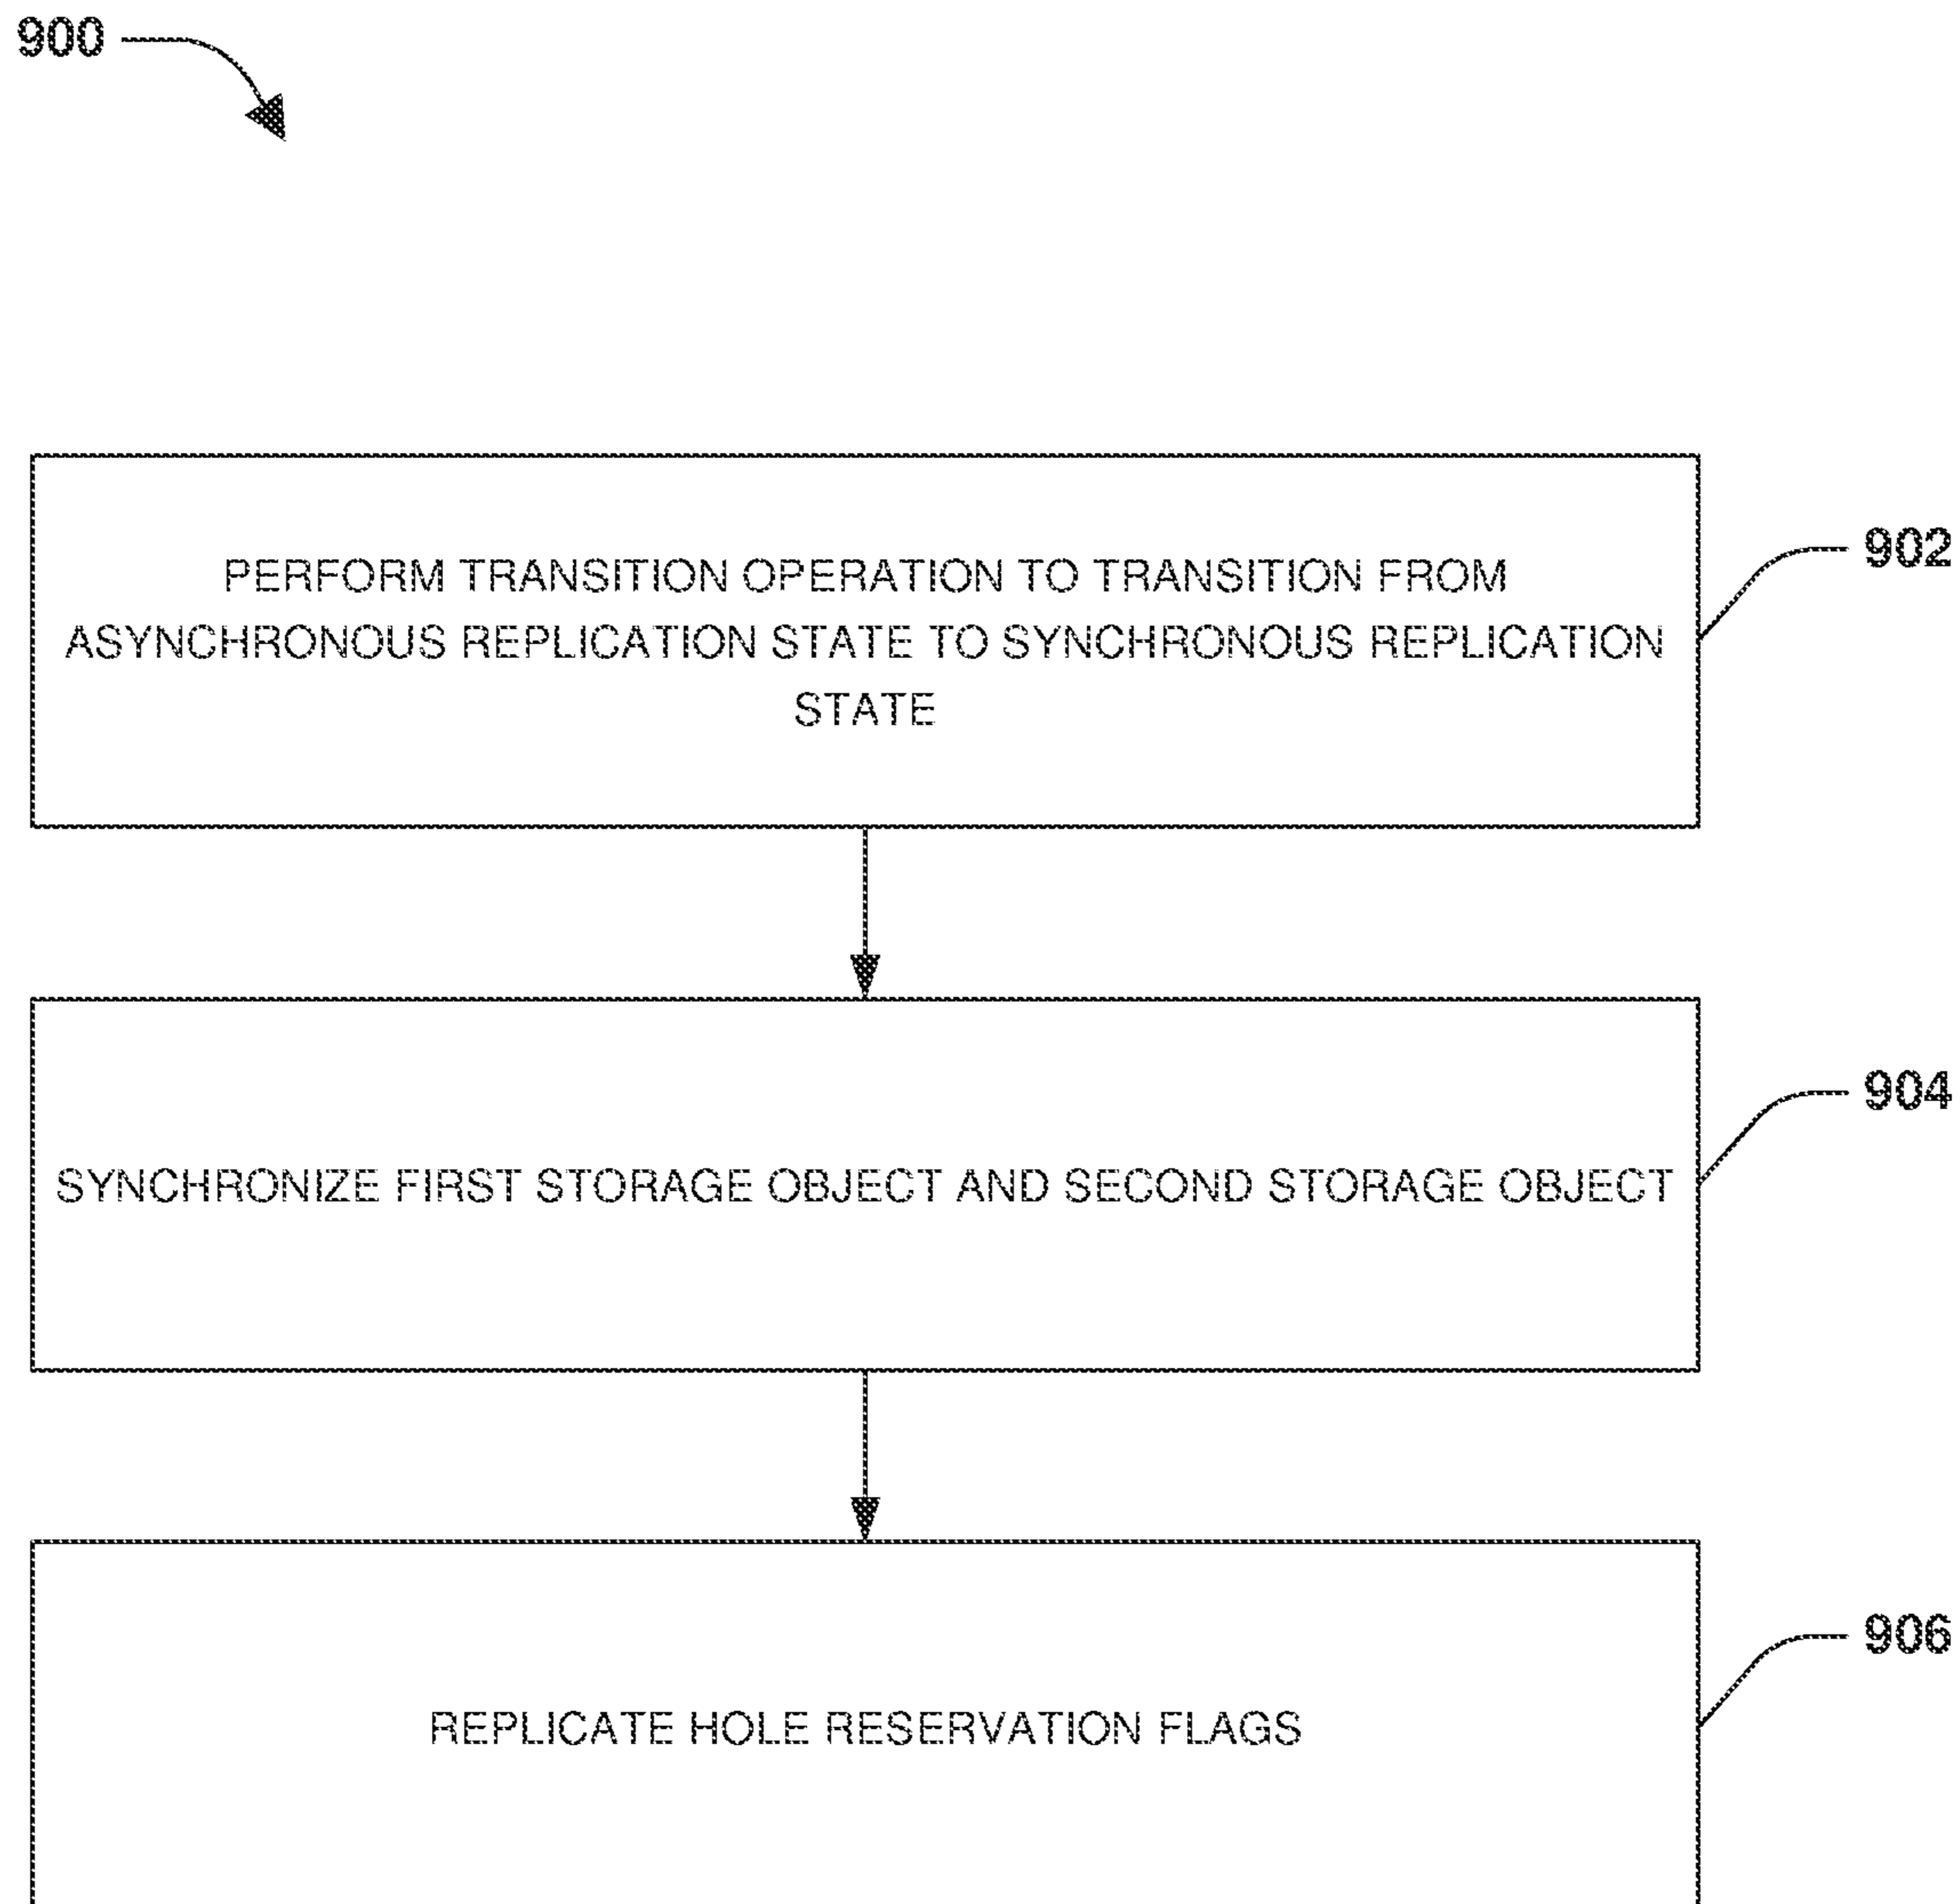 900
PERFORM TRANSITION OPERATION TO TRANSITION FROM
ASYNCHRONOUS REPLICATION STATE TO SYNCHRONOUS REPLICATION
STATE
902
SYNCHRONIZE FIRST STORAGE OBJECT AND SECOND STORAGE OBJECT
904
REPLICATE HOLE RESERVATION FLAGS
906